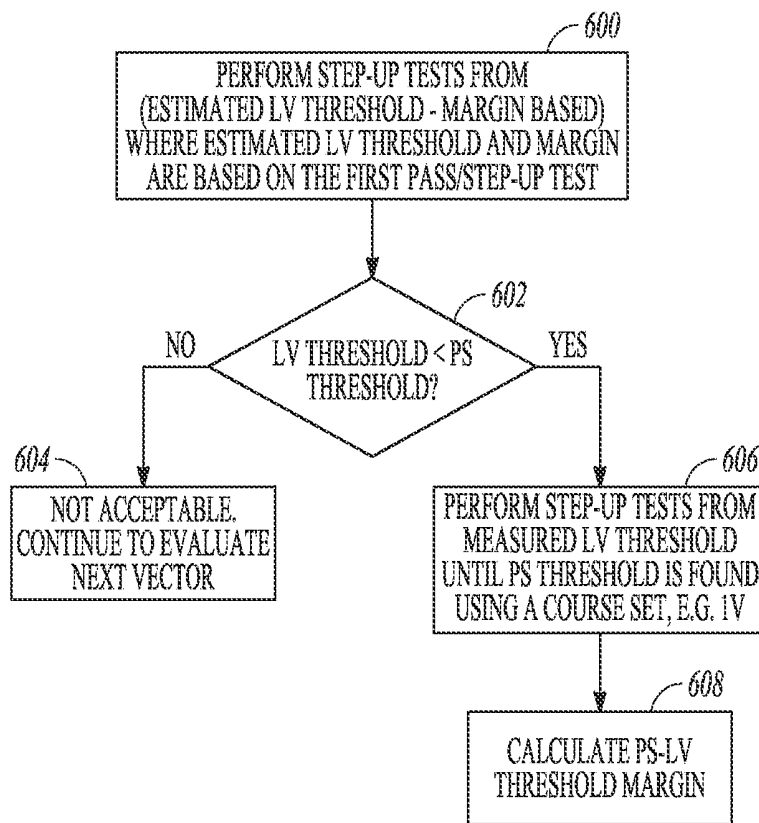 600
PERFORM STEP-UP TESTS FROM
(ESTIMATED LV THRESHOLD - MARGIN BASED)
WHERE ESTIMATED LV THRESHOLD AND MARGIN
ARE BASED ON THE FIRST PASS/STEP-UP TEST
602
NO
LV THRESHOLD < PS
THRESHOLD?
YES
604
NOT ACCEPTABLE.
CONTINUE TO EVALUATE
NEXT VECTOR
606
PERFORM STEP-UP TESTS FROM
MEASURED LV THRESHOLD
UNTIL PS THRESHOLD IS FOUND
USING A COURSE SET, E.G. 1V
608
CALCULATE PS-LV
THRESHOLD MARGIN